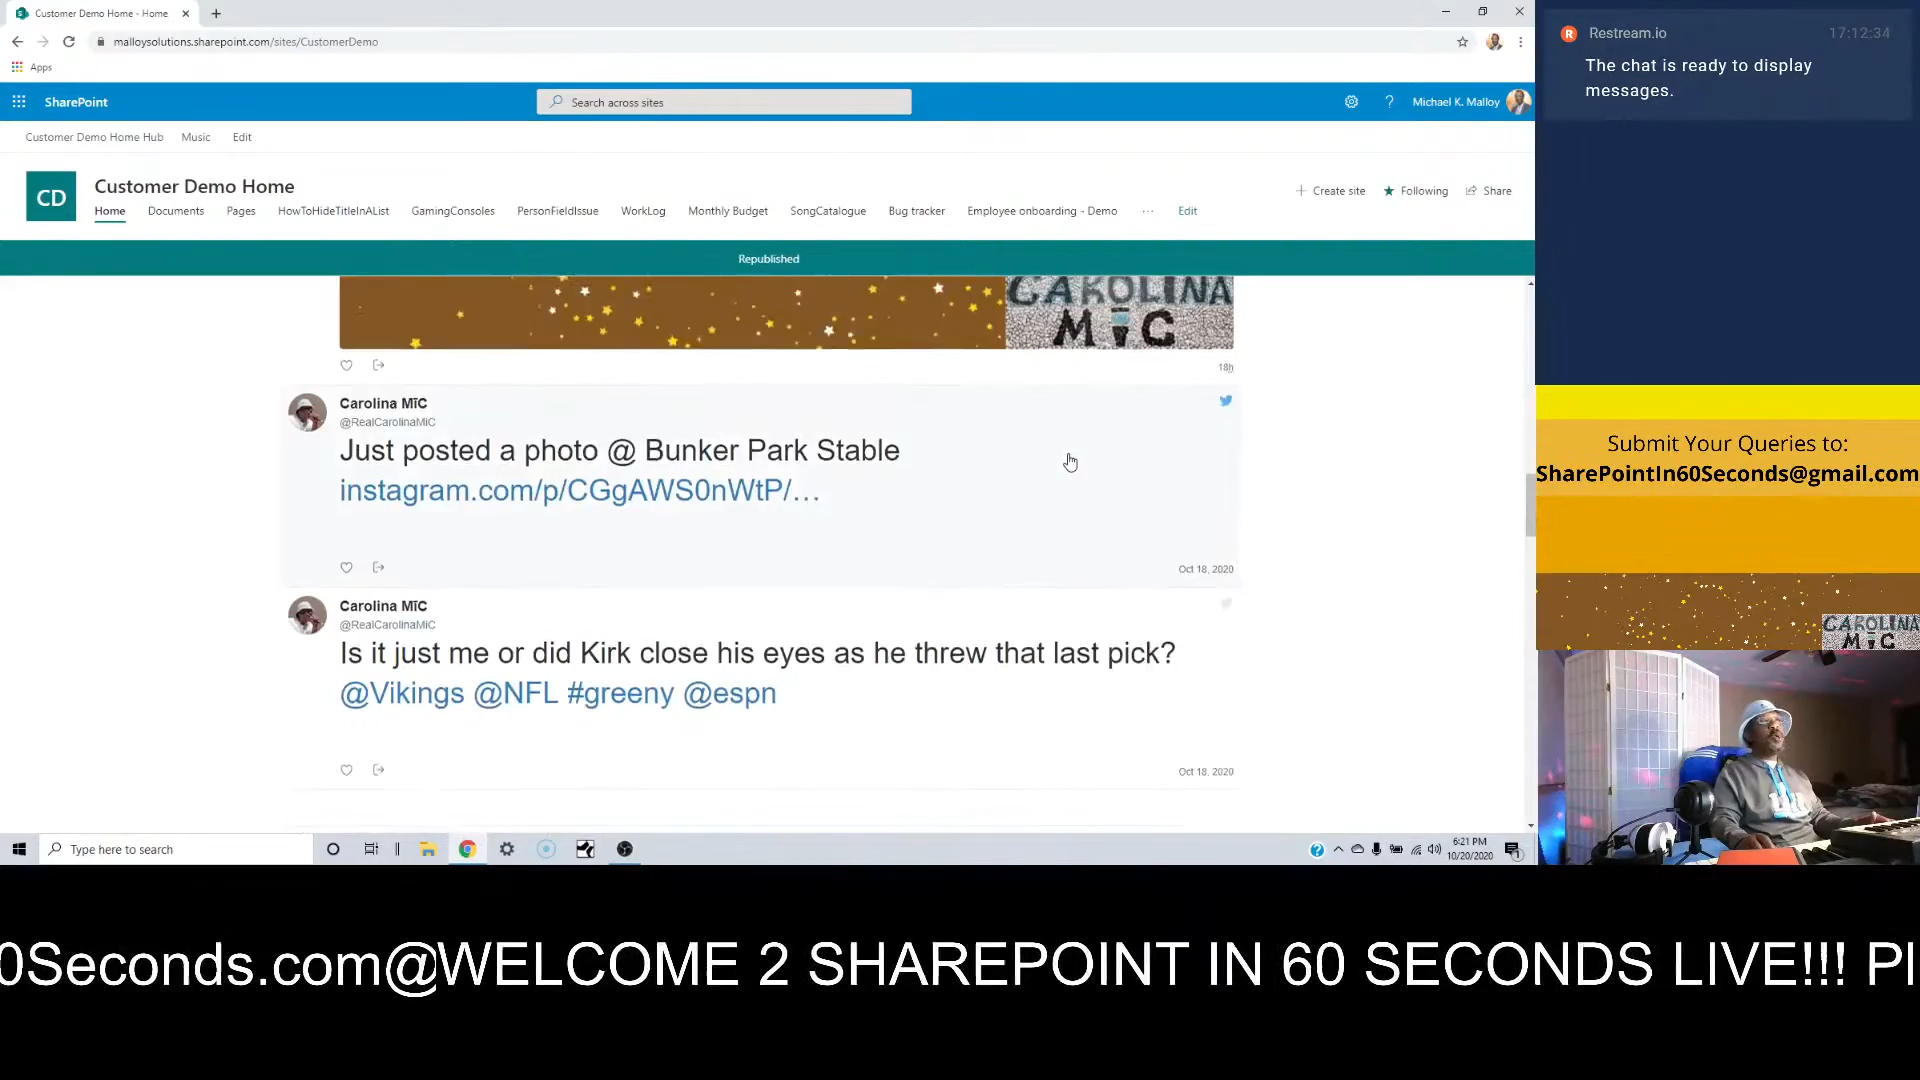 Customer Demo Home - Home
malloysolutions.sharepoint.com/sites/CustomerDemo
Apps
SharePoint
Search across sites
Michael K. Malloy
Customer Demo Home Hub Music Edit
CD
Customer Demo Home
Create site Following Share
Home Documents Pages HowToHideTitleInAList GamingConsoles PersonFieldIssue WorkLog Monthly Budget SongCatalogue Bug tracker Employee onboarding - Demo ... Edit
Republished
CAROLINA
MiC
18h
Carolina MīC
@RealCarolinaMiC
Just posted a photo @ Bunker Park Stable
instagram.com/p/CGgAWS0nWtP/…
Oct 18, 2020
Carolina MīC
@RealCarolinaMiC
Is it just me or did Kirk close his eyes as he threw that last pick?
@Vikings @NFL #greeny @espn
Oct 18, 2020
Type here to search
6:21 PM
10/20/2020
Restream.io 17:12:34
The chat is ready to display
messages.
Submit Your Queries to:
SharePointIn60Seconds@gmail.com
CAROLINA
MiC
0Seconds.com@WELCOME 2 SHAREPOINT IN 60 SECONDS LIVE!!! Pl